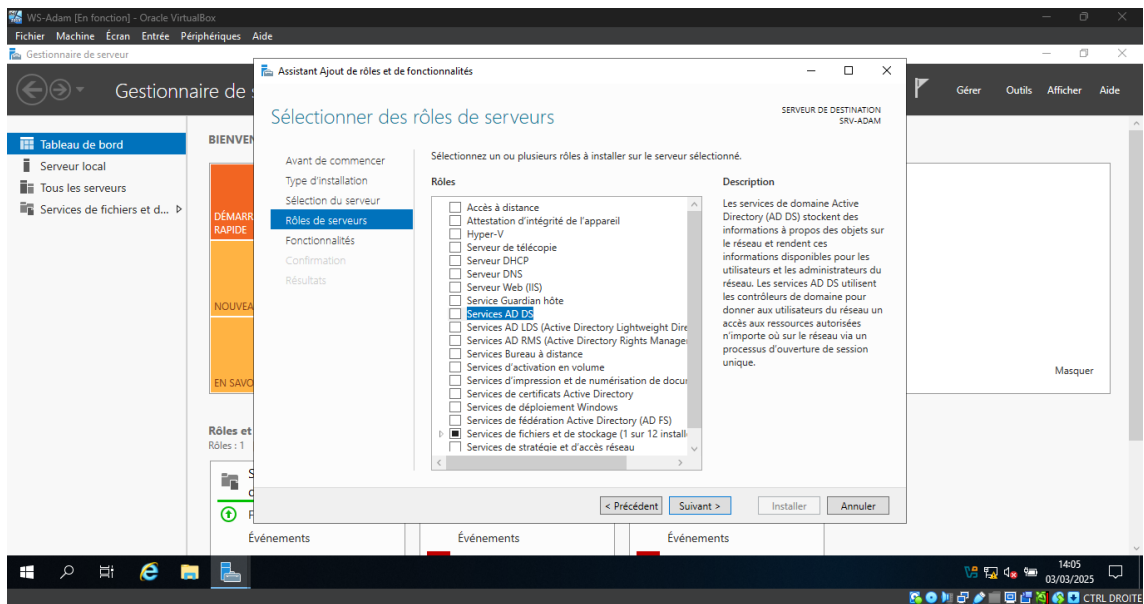 WS-Adam [En fonction] - Oracle VirtualBox
Fichier Machine Écran Entrée Périphériques Aide
Gestionnaire de serveur
Gestionnaire de
Gérer Outils Afficher Aide
Tableau de bord
Serveur local
Tous les serveurs
Services de fichiers et d...
BIENVEN
DÉMARR
RAPIDE
NOUVEA
EN SAVO
Masquer
Rôles et
Rôles : 1
Assistant Ajout de rôles et de fonctionnalités
Sélectionner des rôles de serveurs
SERVEUR DE DESTINATION
SRV-ADAM
Avant de commencer
Type d'installation
Sélection du serveur
Rôles de serveurs
Fonctionnalités
Confirmation
Résultats
Sélectionnez un ou plusieurs rôles à installer sur le serveur sélectionné.
Rôles
Accès à distance
Attestation d'intégrité de l'appareil
Hyper-V
Serveur de télécopie
Serveur DHCP
Serveur DNS
Serveur Web (IIS)
Service Guardian hôte
Services AD DS
Services AD LDS (Active Directory Lightweight Dire
Services AD RMS (Active Directory Rights Manage
Services Bureau à distance
Services d'activation en volume
Services d'impression et de numérisation de docu
Services de certificats Active Directory
Services de déploiement Windows
Services de fédération Active Directory (AD FS)
Services de fichiers et de stockage (1 sur 12 install
Services de stratégie et d'accès réseau
Description
Les services de domaine Active
Directory (AD DS) stockent des
informations à propos des objets sur
le réseau et rendent ces
informations disponibles pour les
utilisateurs et les administrateurs du
réseau. Les services AD DS utilisent
les contrôleurs de domaine pour
donner aux utilisateurs du réseau un
accès aux ressources autorisées
n'importe où sur le réseau via un
processus d'ouverture de session
unique.
< Précédent Suivant > Installer Annuler
Événements Événements Événements
14:05
03/03/2025
CTRL DROITE